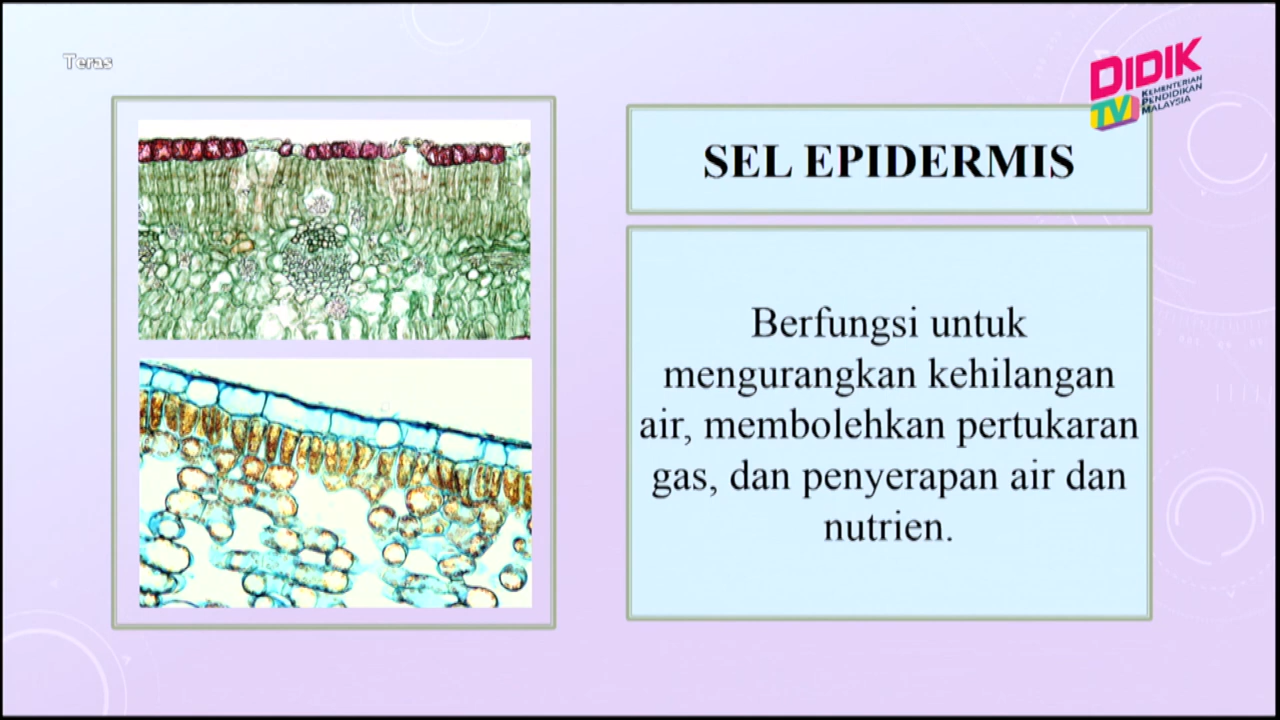 Teras
DIDIK
TV
KEMENTERIAN
PENDIDIKAN
MALAYSIA
SEL EPIDERMIS
Berfungsi untuk
mengurangkan kehilangan
air, membolehkan pertukaran
gas, dan penyerapan air dan
nutrien.